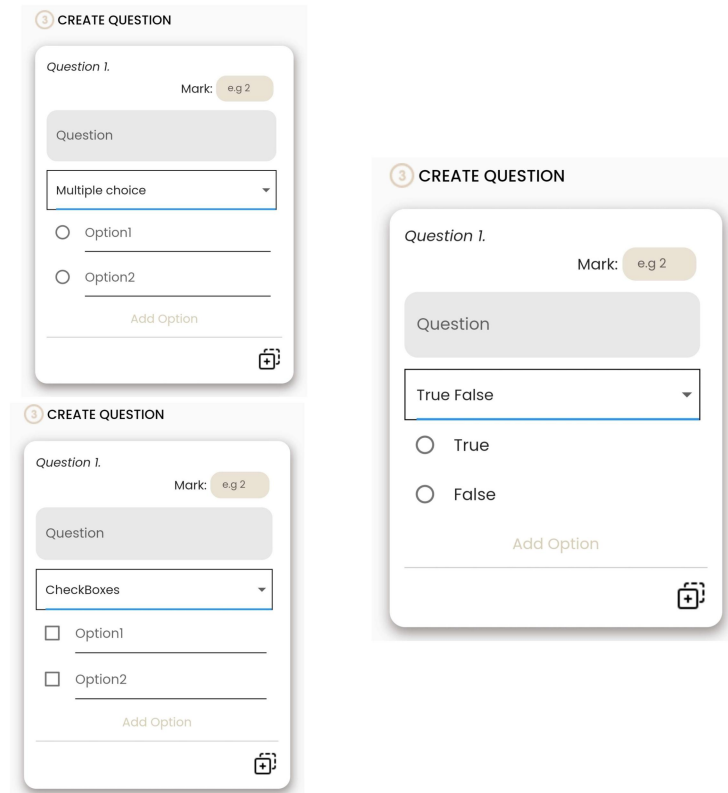 3 CREATE QUESTION
Question 1.
Mark: e.g 2
Question
Multiple choice
Option1
Option2
Add Option
3 CREATE QUESTION
Question 1.
Mark: e.g 2
Question
CheckBoxes
Option1
Option2
Add Option
3 CREATE QUESTION
Question 1.
Mark: e.g 2
Question
True False
True
False
Add Option